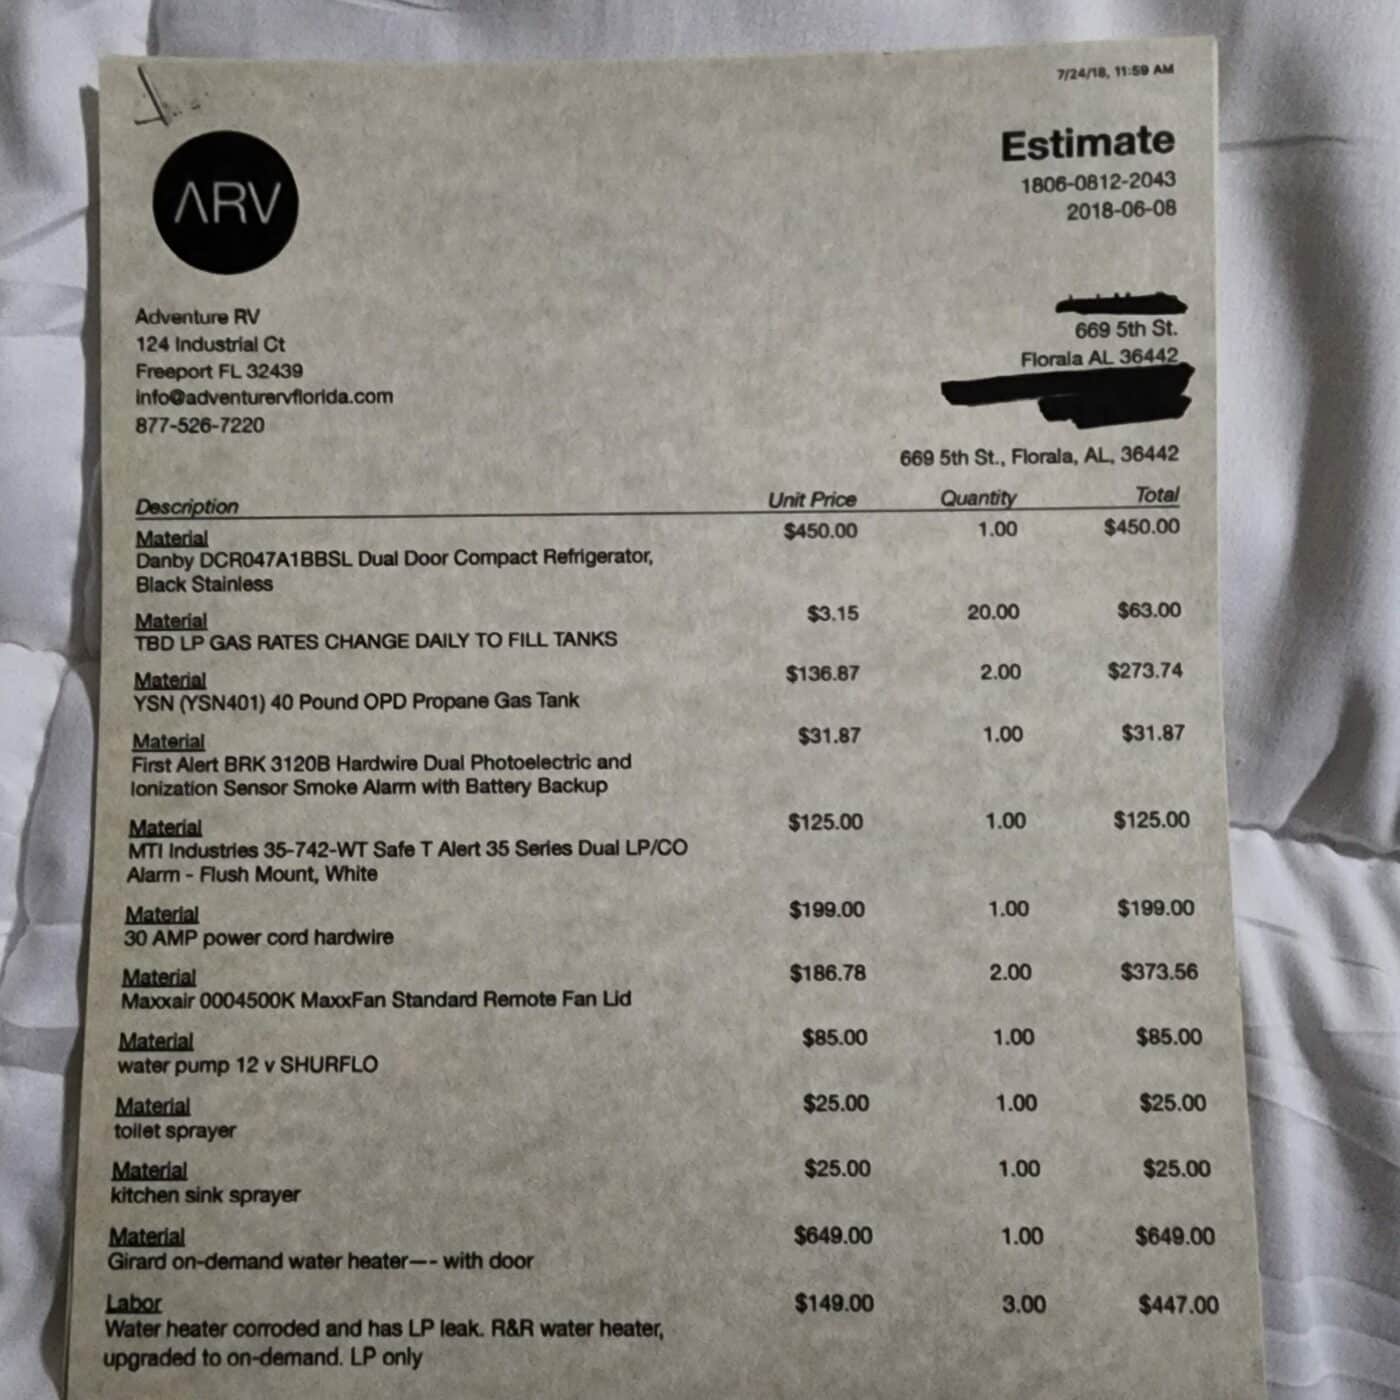 7/24/18, 11:59 AM
ARV
Estimate
1806-0812-2043
2018-06-08
Adventure RV
124 Industrial Ct
Freeport FL 32439
info@adventurervflorida.com
877-526-7220
669 5th St.
Florala AL 36442
669 5th St., Florala, AL, 36442
Description Unit Price Quantity Total
Material $450.00 1.00 $450.00
Danby DCR047A1BBSL Dual Door Compact Refrigerator,
Black Stainless
Material $3.15 20.00 $63.00
TBD LP GAS RATES CHANGE DAILY TO FILL TANKS
Material $136.87 2.00 $273.74
YSN (YSN401) 40 Pound OPD Propane Gas Tank
Material $31.87 1.00 $31.87
First Alert BRK 3120B Hardwire Dual Photoelectric and
Ionization Sensor Smoke Alarm with Battery Backup
Material $125.00 1.00 $125.00
MTI Industries 35-742-WT Safe T Alert 35 Series Dual LP/CO
Alarm - Flush Mount, White
Material $199.00 1.00 $199.00
30 AMP power cord hardwire
Material $186.78 2.00 $373.56
Maxxair 0004500K MaxxFan Standard Remote Fan Lid
Material $85.00 1.00 $85.00
water pump 12 v SHURFLO
Material $25.00 1.00 $25.00
toilet sprayer
Material $25.00 1.00 $25.00
kitchen sink sprayer
Material $649.00 1.00 $649.00
Girard on-demand water heater—- with door
Labor $149.00 3.00 $447.00
Water heater corroded and has LP leak. R&R water heater,
upgraded to on-demand. LP only